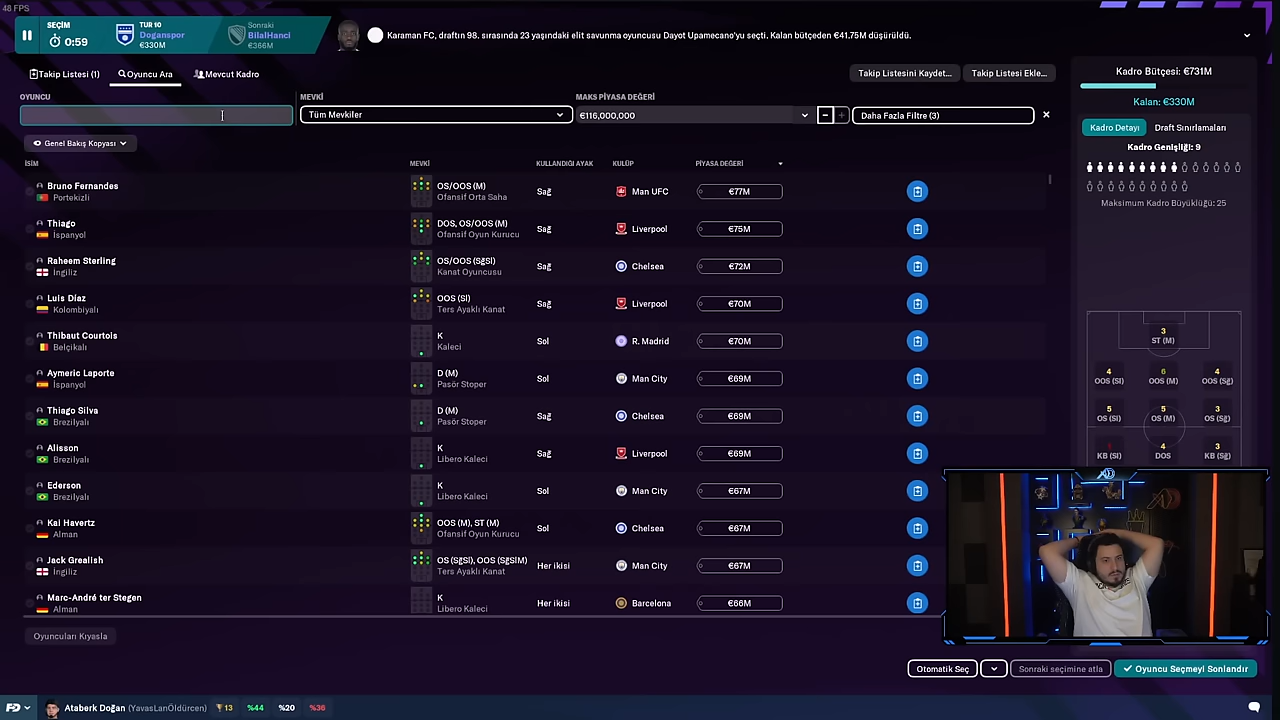 48 FPS
SEÇİM
0:59
TUR 10
Doganspor
€330M
Sonraki
BilalHanci
€366M
Karaman FC, draftın 98. sırasında 23 yaşındaki elit savunma oyuncusu Dayot Upamecano'yu seçti. Kalan bütçeden €41.75M düşürüldü.
Takip Listesi (1)
Oyuncu Ara
Mevcut Kadro
Takip Listesini Kaydet...
Takip Listesi Ekle...
OYUNCU
MEVKİ
MAKS PİYASA DEĞERİ
Tüm Mevkiler
€116,000,000
Daha Fazla Filtre (3)
Genel Bakış Kopyası
İSİM
MEVKİ
KULLANDIĞI AYAK
KULÜP
PİYASA DEĞERİ
Bruno Fernandes
Portekizli
OS/OOS (M)
Ofansif Orta Saha
Sağ
Man UFC
€77M
Thiago
İspanyol
DOS, OS/OOS (M)
Ofansif Oyun Kurucu
Sağ
Liverpool
€75M
Raheem Sterling
İngiliz
OS/OOS (SğSl)
Kanat Oyuncusu
Sağ
Chelsea
€72M
Luis Díaz
Kolombiyalı
OOS (Sl)
Ters Ayaklı Kanat
Sağ
Liverpool
€70M
Thibaut Courtois
Belçikalı
K
Kaleci
Sol
R. Madrid
€70M
Aymeric Laporte
İspanyol
D (M)
Pasör Stoper
Sol
Man City
€69M
Thiago Silva
Brezilyalı
D (M)
Pasör Stoper
Sağ
Chelsea
€69M
Alisson
Brezilyalı
K
Libero Kaleci
Sağ
Liverpool
€69M
Ederson
Brezilyalı
K
Libero Kaleci
Sol
Man City
€67M
Kai Havertz
Alman
OOS (M), ST (M)
Ofansif Oyun Kurucu
Sol
Chelsea
€67M
Jack Grealish
İngiliz
OS (SğSl), OOS (SğSlM)
Ters Ayaklı Kanat
Her ikisi
Man City
€67M
Marc-André ter Stegen
Alman
K
Libero Kaleci
Her ikisi
Barcelona
€66M
Kadro Bütçesi: €731M
Kalan: €330M
Kadro Detayı
Draft Sınırlamaları
Kadro Genişliği: 9
Maksimum Kadro Büyüklüğü: 25
3
ST (M)
4
OOS (Sl)
6
OOS (M)
4
OOS (Sğ)
5
OS (Sl)
5
OS (M)
3
OS (Sğ)
KB (Sl)
4
DOS
3
KB (Sğ)
Oyuncuları Kıyasla
Otomatik Seç
Sonraki seçimine atla
Oyuncu Seçmeyi Sonlandır
Ataberk Doğan (YavasLanÖldürcen)
13
%44
%20
%36